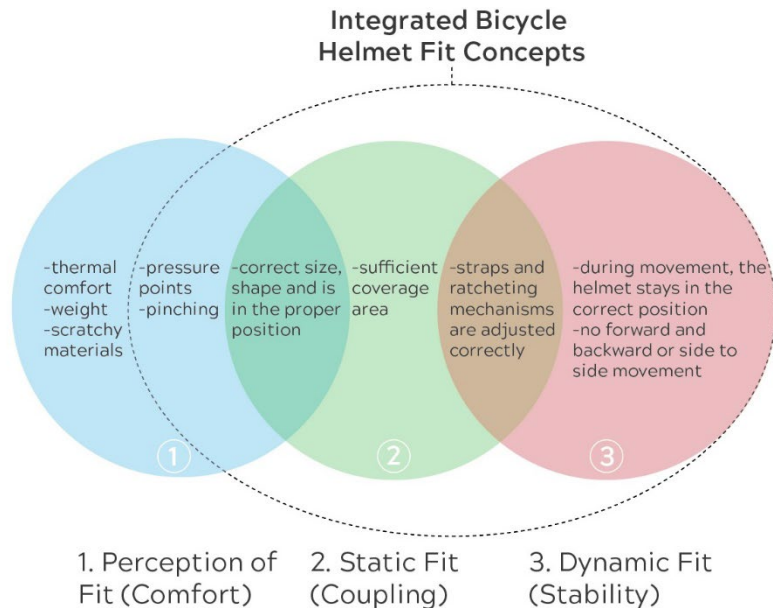 Integrated Bicycle
Helmet Fit Concepts
-thermal
comfort
-weight
-scratchy
materials
-pressure
points
-pinching
-correct size,
shape and is
in the proper
position
-sufficient
coverage
area
-straps and
ratcheting
mechanisms
are adjusted
correctly
-during movement, the
helmet stays in the
correct position
-no forward and
backward or side to
side movement
1
2
3
1. Perception of
Fit (Comfort)
2. Static Fit
(Coupling)
3. Dynamic Fit
(Stability)